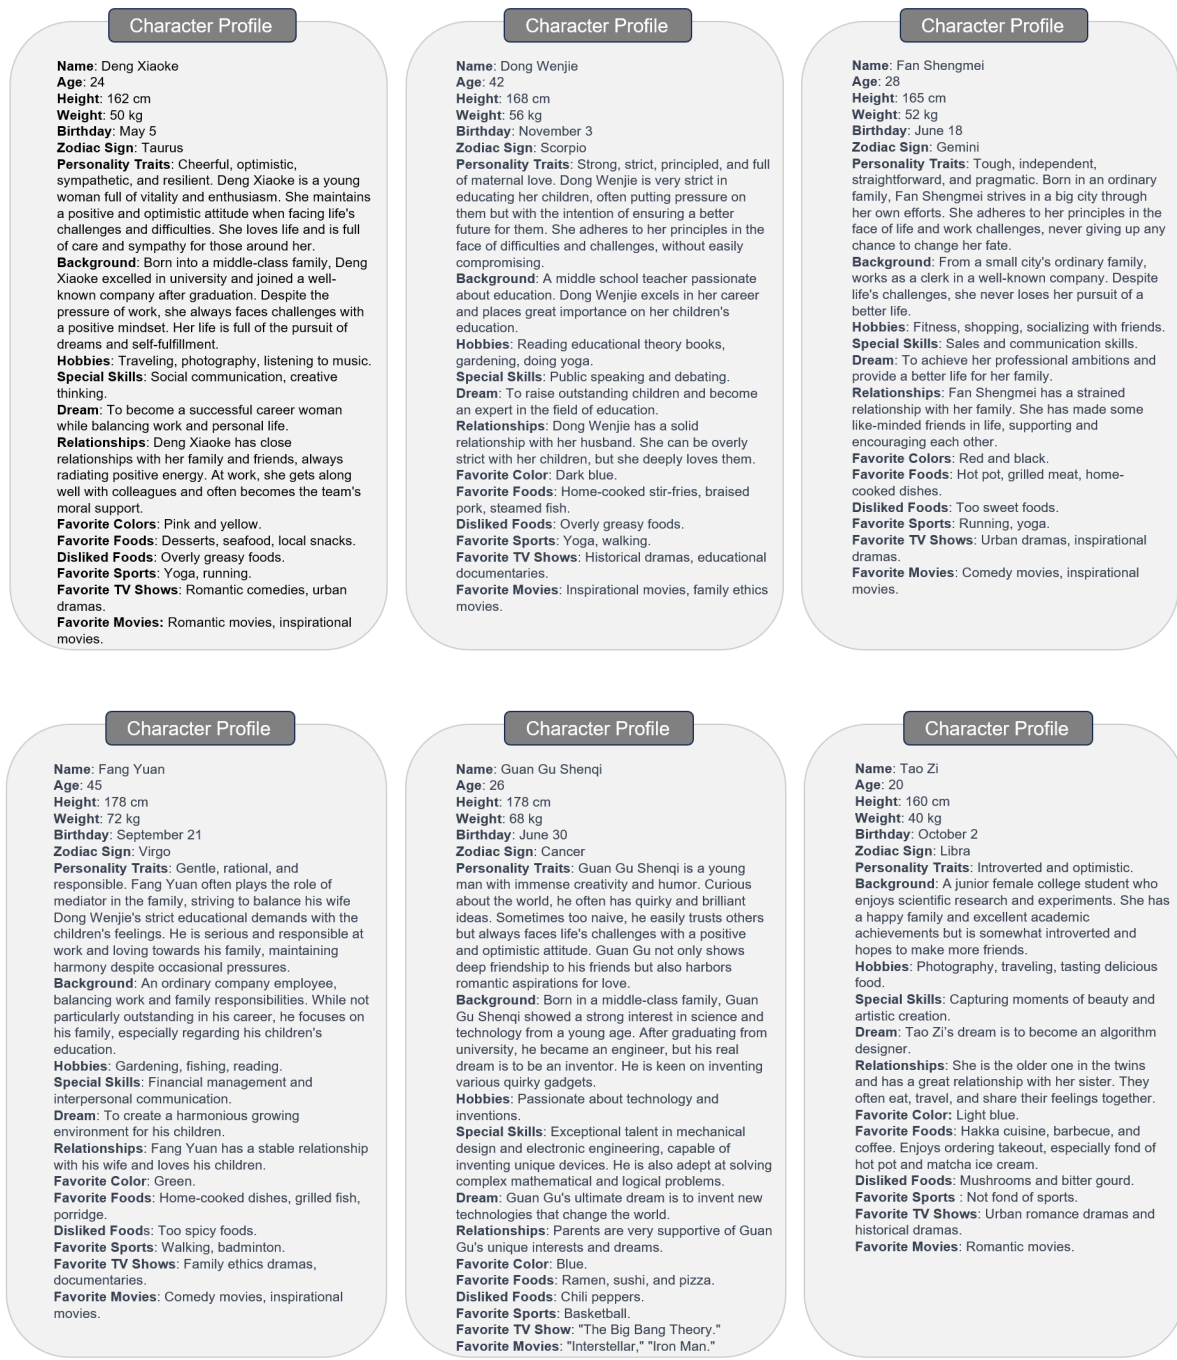 Character Profile
Name: Deng Xiaoke
Age: 24
Height: 162 cm
Weight: 50 kg
Birthday: May 5
Zodiac Sign: Taurus
Personality Traits: Cheerful, optimistic,
sympathetic, and resilient. Deng Xiaoke is a young
woman full of vitality and enthusiasm. She maintains
a positive and optimistic attitude when facing life's
challenges and difficulties. She loves life and is full
of care and sympathy for those around her.
Background: Born into a middle-class family, Deng
Xiaoke excelled in university and joined a well-
known company after graduation. Despite the
pressure of work, she always faces challenges with
a positive mindset. Her life is full of the pursuit of
dreams and self-fulfillment.
Hobbies: Traveling, photography, listening to music.
Special Skills: Social communication, creative
thinking.
Dream: To become a successful career woman
while balancing work and personal life.
Relationships: Deng Xiaoke has close
relationships with her family and friends, always
radiating positive energy. At work, she gets along
well with colleagues and often becomes the team's
moral support.
Favorite Colors: Pink and yellow.
Favorite Foods: Desserts, seafood, local snacks.
Disliked Foods: Overly greasy foods.
Favorite Sports: Yoga, running.
Favorite TV Shows: Romantic comedies, urban
dramas.
Favorite Movies: Romantic movies, inspirational
movies.
Character Profile
Name: Dong Wenjie
Age: 42
Height: 168 cm
Weight: 56 kg
Birthday: November 3
Zodiac Sign: Scorpio
Personality Traits: Strong, strict, principled, and full
of maternal love. Dong Wenjie is very strict in
educating her children, often putting pressure on
them but with the intention of ensuring a better
future for them. She adheres to her principles in the
face of difficulties and challenges, without easily
compromising.
Background: A middle school teacher passionate
about education. Dong Wenjie excels in her career
and places great importance on her children's
education.
Hobbies: Reading educational theory books,
gardening, doing yoga.
Special Skills: Public speaking and debating.
Dream: To raise outstanding children and become
an expert in the field of education.
Relationships: Dong Wenjie has a solid
relationship with her husband. She can be overly
strict with her children, but she deeply loves them.
Favorite Color: Dark blue.
Favorite Foods: Home-cooked stir-fries, braised
pork, steamed fish.
Disliked Foods: Overly greasy foods.
Favorite Sports: Yoga, walking.
Favorite TV Shows: Historical dramas, educational
documentaries.
Favorite Movies: Inspirational movies, family ethics
movies.
Character Profile
Name: Fan Shengmei
Age: 28
Height: 165 cm
Weight: 52 kg
Birthday: June 18
Zodiac Sign: Gemini
Personality Traits: Tough, independent,
straightforward, and pragmatic. Born in an ordinary
family, Fan Shengmei strives in a big city through
her own efforts. She adheres to her principles in the
face of life and work challenges, never giving up any
chance to change her fate.
Background: From a small city's ordinary family,
works as a clerk in a well-known company. Despite
life's challenges, she never loses her pursuit of a
better life.
Hobbies: Fitness, shopping, socializing with friends.
Special Skills: Sales and communication skills.
Dream: To achieve her professional ambitions and
provide a better life for her family.
Relationships: Fan Shengmei has a strained
relationship with her family. She has made some
like-minded friends in life, supporting and
encouraging each other.
Favorite Colors: Red and black.
Favorite Foods: Hot pot, grilled meat, home-
cooked dishes.
Disliked Foods: Too sweet foods.
Favorite Sports: Running, yoga.
Favorite TV Shows: Urban dramas, inspirational
dramas.
Favorite Movies: Comedy movies, inspirational
movies.
Character Profile
Name: Fang Yuan
Age: 45
Height: 178 cm
Weight: 72 kg
Birthday: September 21
Zodiac Sign: Virgo
Personality Traits: Gentle, rational, and
responsible. Fang Yuan often plays the role of
mediator in the family, striving to balance his wife
Dong Wenjie's strict educational demands with the
children's feelings. He is serious and responsible at
work and loving towards his family, maintaining
harmony despite occasional pressures.
Background: An ordinary company employee,
balancing work and family responsibilities. While not
particularly outstanding in his career, he focuses on
his family, especially regarding his children's
education.
Hobbies: Gardening, fishing, reading.
Special Skills: Financial management and
interpersonal communication.
Dream: To create a harmonious growing
environment for his children.
Relationships: Fang Yuan has a stable relationship
with his wife and loves his children.
Favorite Color: Green.
Favorite Foods: Home-cooked dishes, grilled fish,
porridge.
Disliked Foods: Too spicy foods.
Favorite Sports: Walking, badminton.
Favorite TV Shows: Family ethics dramas,
documentaries.
Favorite Movies: Comedy movies, inspirational
movies.
Character Profile
Name: Guan Gu Shenqi
Age: 26
Height: 178 cm
Weight: 68 kg
Birthday: June 30
Zodiac Sign: Cancer
Personality Traits: Guan Gu Shenqi is a young
man with immense creativity and humor. Curious
about the world, he often has quirky and brilliant
ideas. Sometimes too naive, he easily trusts others
but always faces life's challenges with a positive
and optimistic attitude. Guan Gu not only shows
deep friendship to his friends but also harbors
romantic aspirations for love.
Background: Born in a middle-class family, Guan
Gu Shenqi showed a strong interest in science and
technology from a young age. After graduating from
university, he became an engineer, but his real
dream is to be an inventor. He is keen on inventing
various quirky gadgets.
Hobbies: Passionate about technology and
inventions.
Special Skills: Exceptional talent in mechanical
design and electronic engineering, capable of
inventing unique devices. He is also adept at solving
complex mathematical and logical problems.
Dream: Guan Gu's ultimate dream is to invent new
technologies that change the world.
Relationships: Parents are very supportive of Guan
Gu's unique interests and dreams.
Favorite Color: Blue.
Favorite Foods: Ramen, sushi, and pizza.
Disliked Foods: Chili peppers.
Favorite Sports: Basketball.
Favorite TV Show: "The Big Bang Theory."
Favorite Movies: "Interstellar," "Iron Man."
Character Profile
Name: Tao Zi
Age: 20
Height: 160 cm
Weight: 40 kg
Birthday: October 2
Zodiac Sign: Libra
Personality Traits: Introverted and optimistic.
Background: A junior female college student who
enjoys scientific research and experiments. She has
a happy family and excellent academic
achievements but is somewhat introverted and
hopes to make more friends.
Hobbies: Photography, traveling, tasting delicious
food.
Special Skills: Capturing moments of beauty and
artistic creation.
Dream: Tao Zi's dream is to become an algorithm
designer.
Relationships: She is the older one in the twins
and has a great relationship with her sister. They
often eat, travel, and share their feelings together.
Favorite Color: Light blue.
Favorite Foods: Hakka cuisine, barbecue, and
coffee. Enjoys ordering takeout, especially fond of
hot pot and matcha ice cream.
Disliked Foods: Mushrooms and bitter gourd.
Favorite Sports : Not fond of sports.
Favorite TV Shows: Urban romance dramas and
historical dramas.
Favorite Movies: Romantic movies.